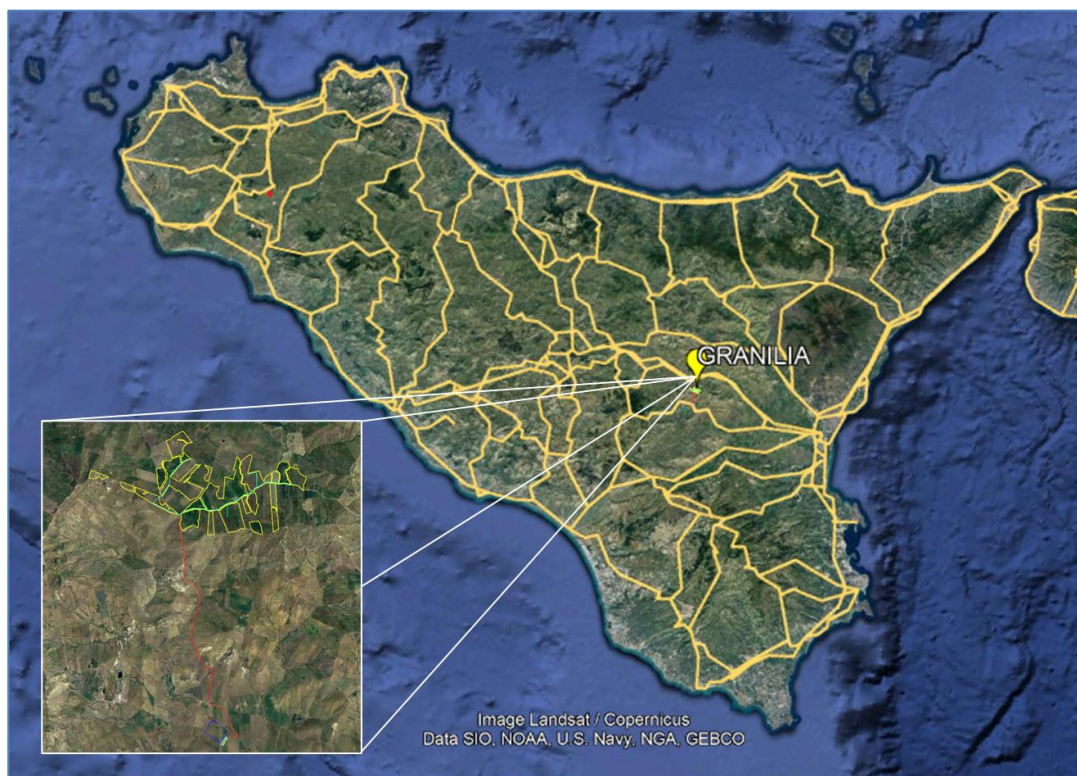 GRANILIA
Image Landsat / Copernicus
Data SIO, NOAA, U.S. Navy, NGA, GEBCO